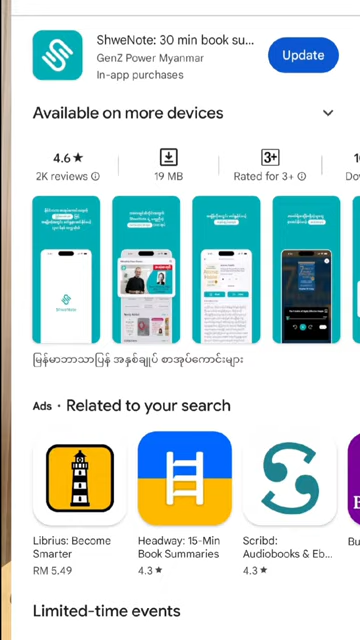 ShweNote: 30 min book su...
GenZ Power Myanmar
In-app purchases
Update
Available on more devices
4.6★
2K reviews
19 MB
3+
Rated for 3+
ShweNote
မြန်မာဘာသာပြန် အနှစ်ချုပ် စာအုပ်ကောင်းများ
Ads · Related to your search
Librius: Become
Smarter
RM 5.49
Headway: 15-Min
Book Summaries
4.3★
Scribd:
Audiobooks & Eb...
4.3★
Limited-time events